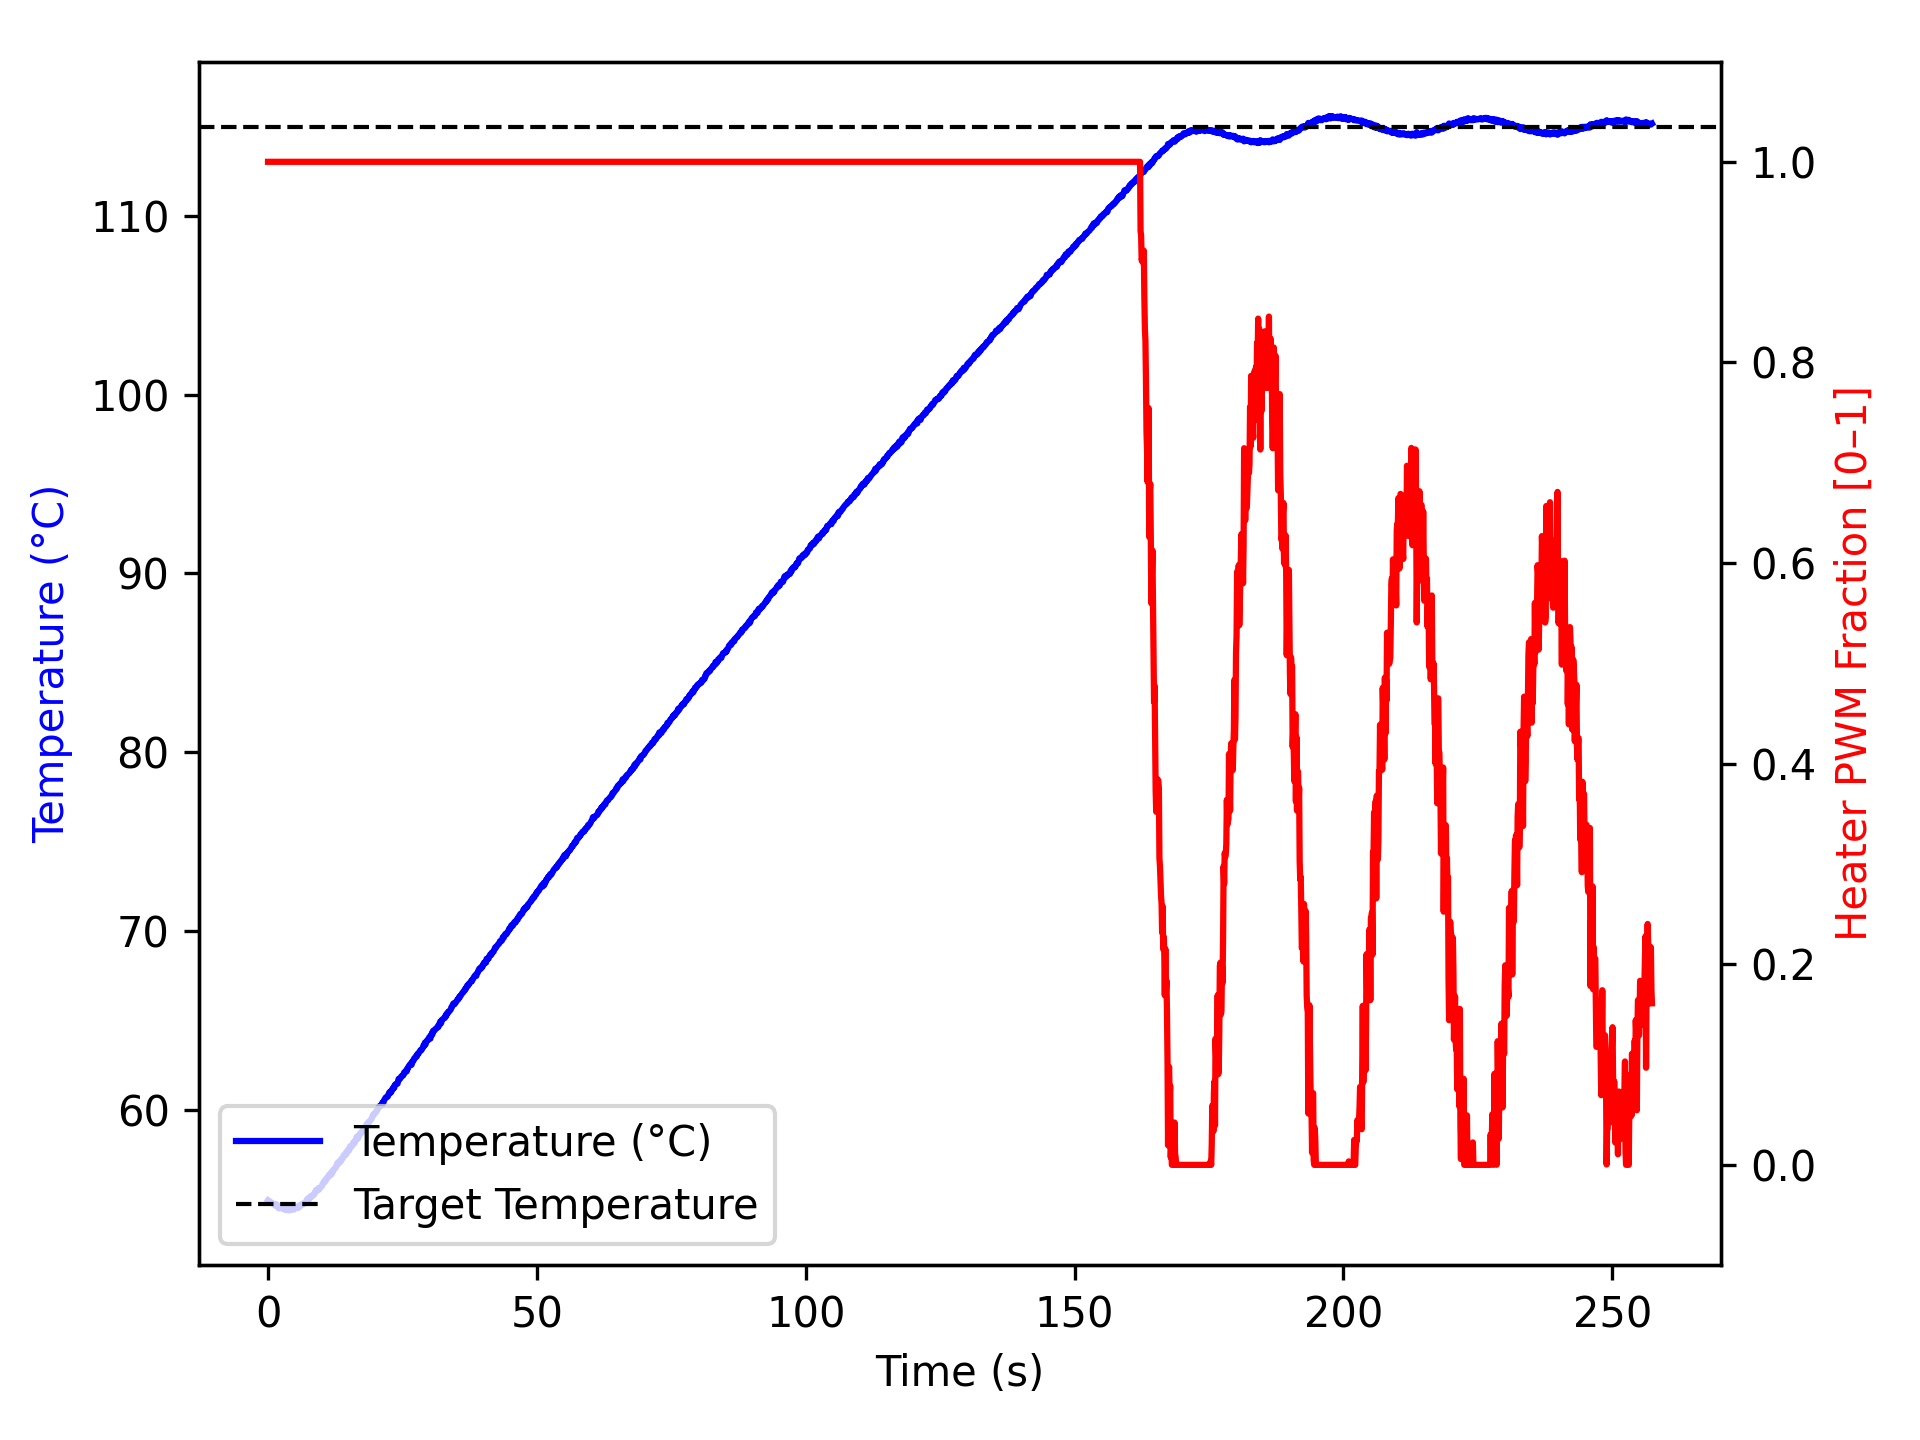 Temperature (°C)
110
100
90
80
70
60
1.0
0.8
0.6
0.4
0.2
0.0
Heater PWM Fraction [0–1]
Temperature (°C)
Target Temperature
0 50 100 150 200 250
Time (s)